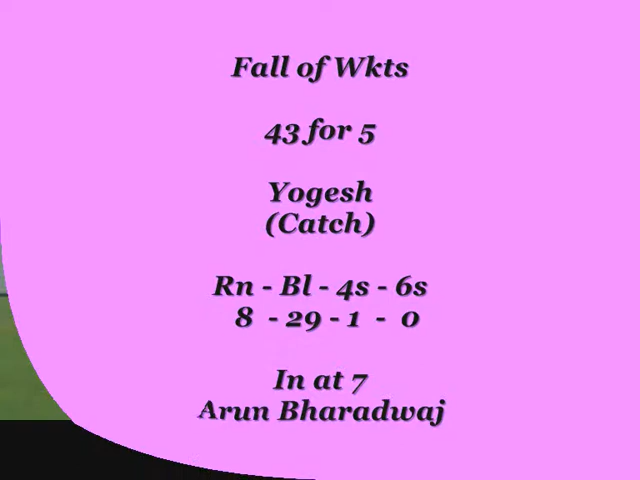 Fall of Wkts
43 for 5
Yogesh
(Catch)
Rn - Bl - 4s - 6s
8 - 29 - 1 - 0
In at 7
Arun Bharadwaj